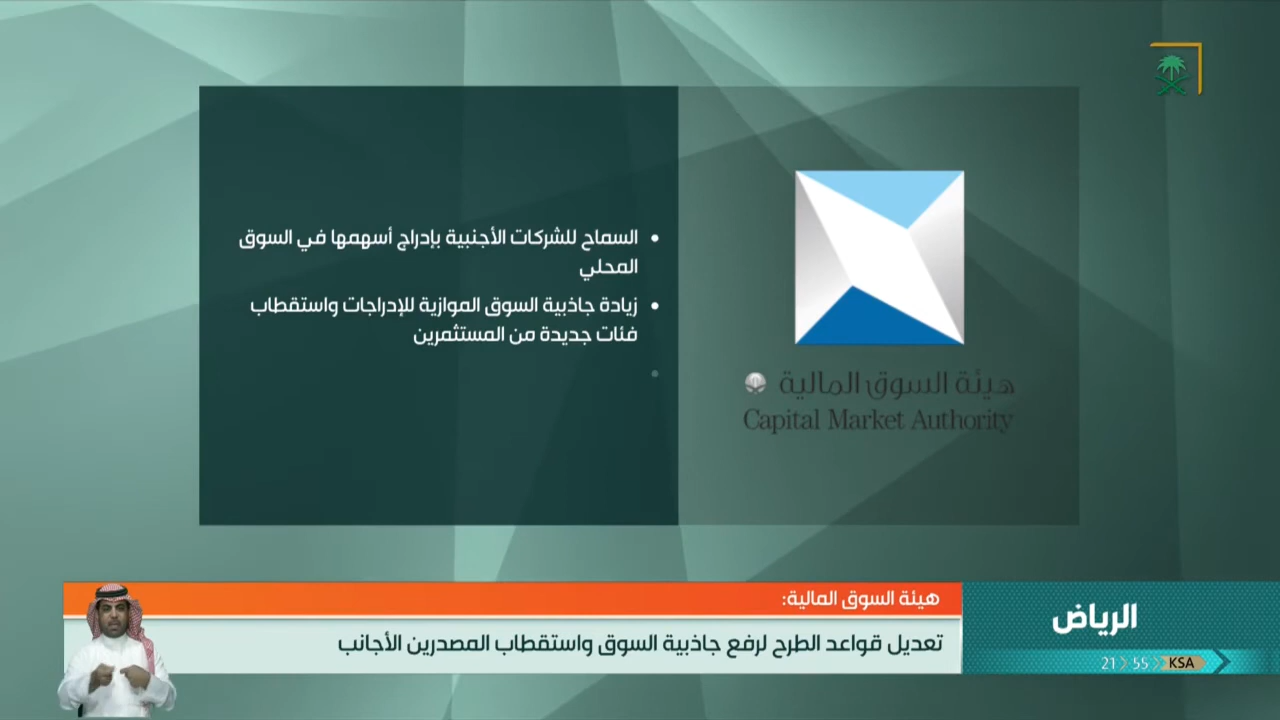 السماح للشركات الأجنبية بإدراج أسهمها في السوق
المحلي
زيادة جاذبية السوق الموازية للإدراجات واستقطاب
فئات جديدة من المستثمرين
هيئة السوق المالية
Capital Market Authority
هيئة السوق المالية:
تعديل قواعد الطرح لرفع جاذبية السوق واستقطاب المصدرين الأجانب
الرياض
21 55 KSA